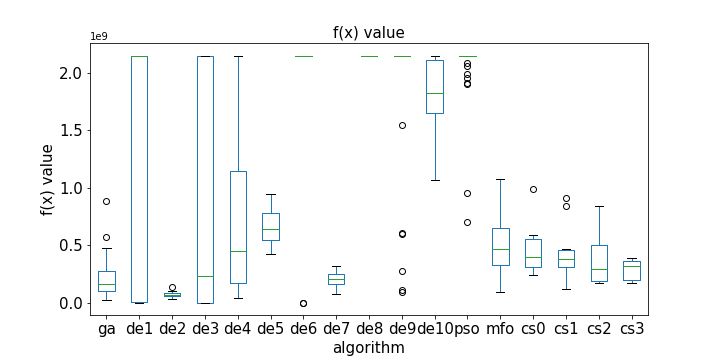 f(x) value
1e9
2.0
1.5
1.0
0.5
0.0
f(x) value
ga de1 de2 de3 de4 de5 de6 de7 de8 de9 de10 pso mfo cs0 cs1 cs2 cs3
algorithm